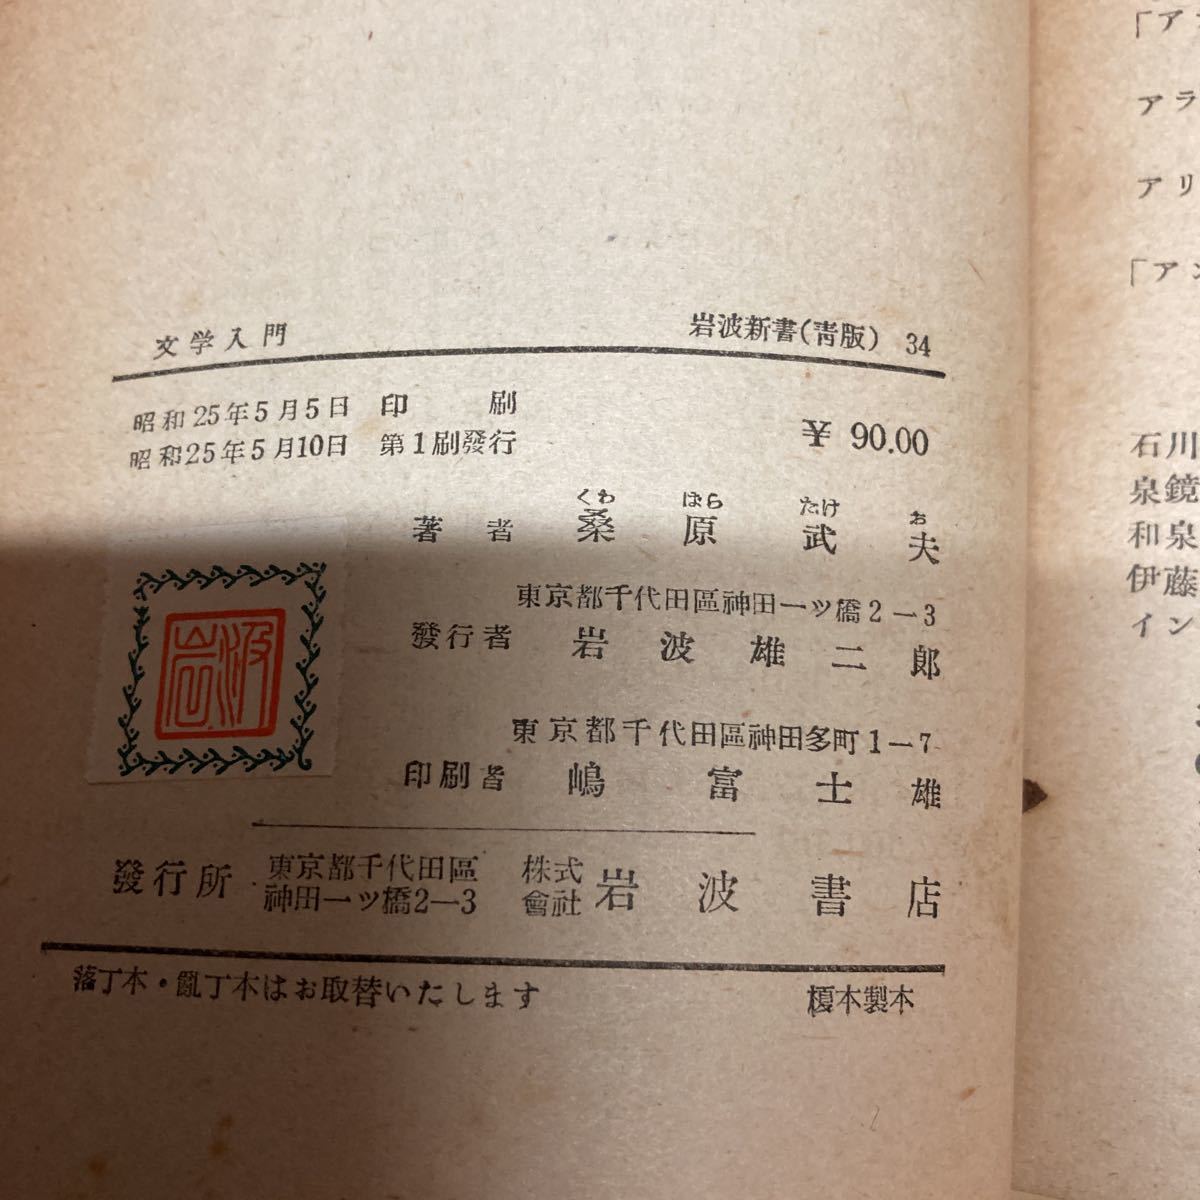 文学入門 岩波新書(靑版) 34
昭和25年5月5日 印刷
昭和25年5月10日 第1刷發行
¥ 90.00
くわ はら たけ お
著者 桑原武夫
東京都千代田區神田一ツ橋2―3
發行者 岩波雄二郎
東京都千代田區神田多町1―7
印刷者 嶋富士雄
發行所 東京都千代田區神田一ツ橋2―3 株式會社 岩波書店
落丁本・亂丁本はお取替いたします 榎本製本
岩波
「ア
アラ
アリ
「アン
石川
泉鏡
和泉
伊藤
イン